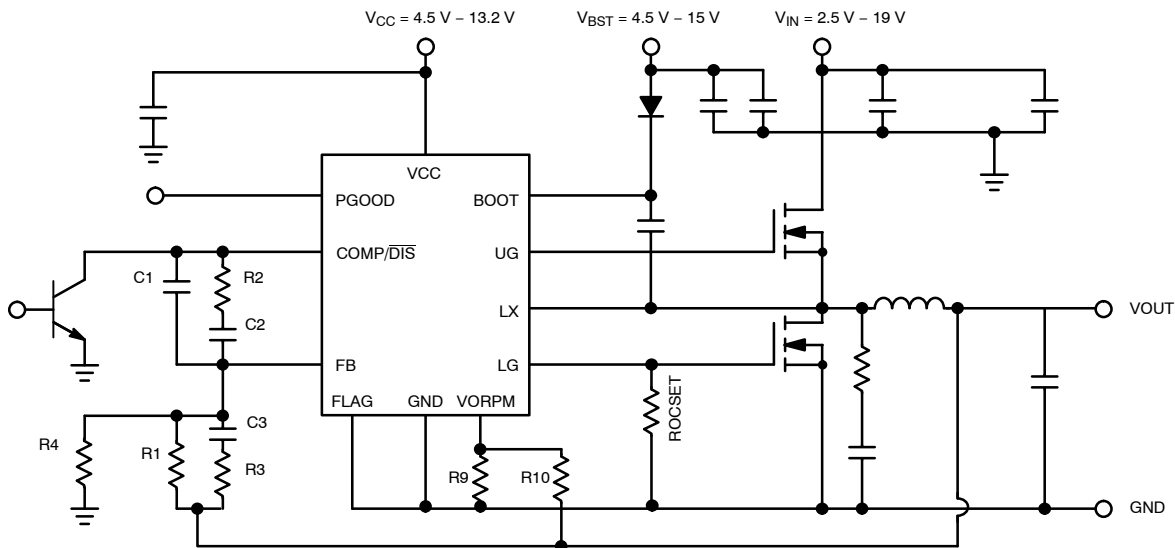 V_CC = 4.5 V – 13.2 V
V_BST = 4.5 V – 15 V
V_IN = 2.5 V – 19 V
VCC
PGOOD
BOOT
COMP/DIS
UG
C1
R2
C2
LX
VOUT
FB
LG
FLAG
GND
VORPM
ROCSET
C3
R4
R1
R3
R9
R10
GND